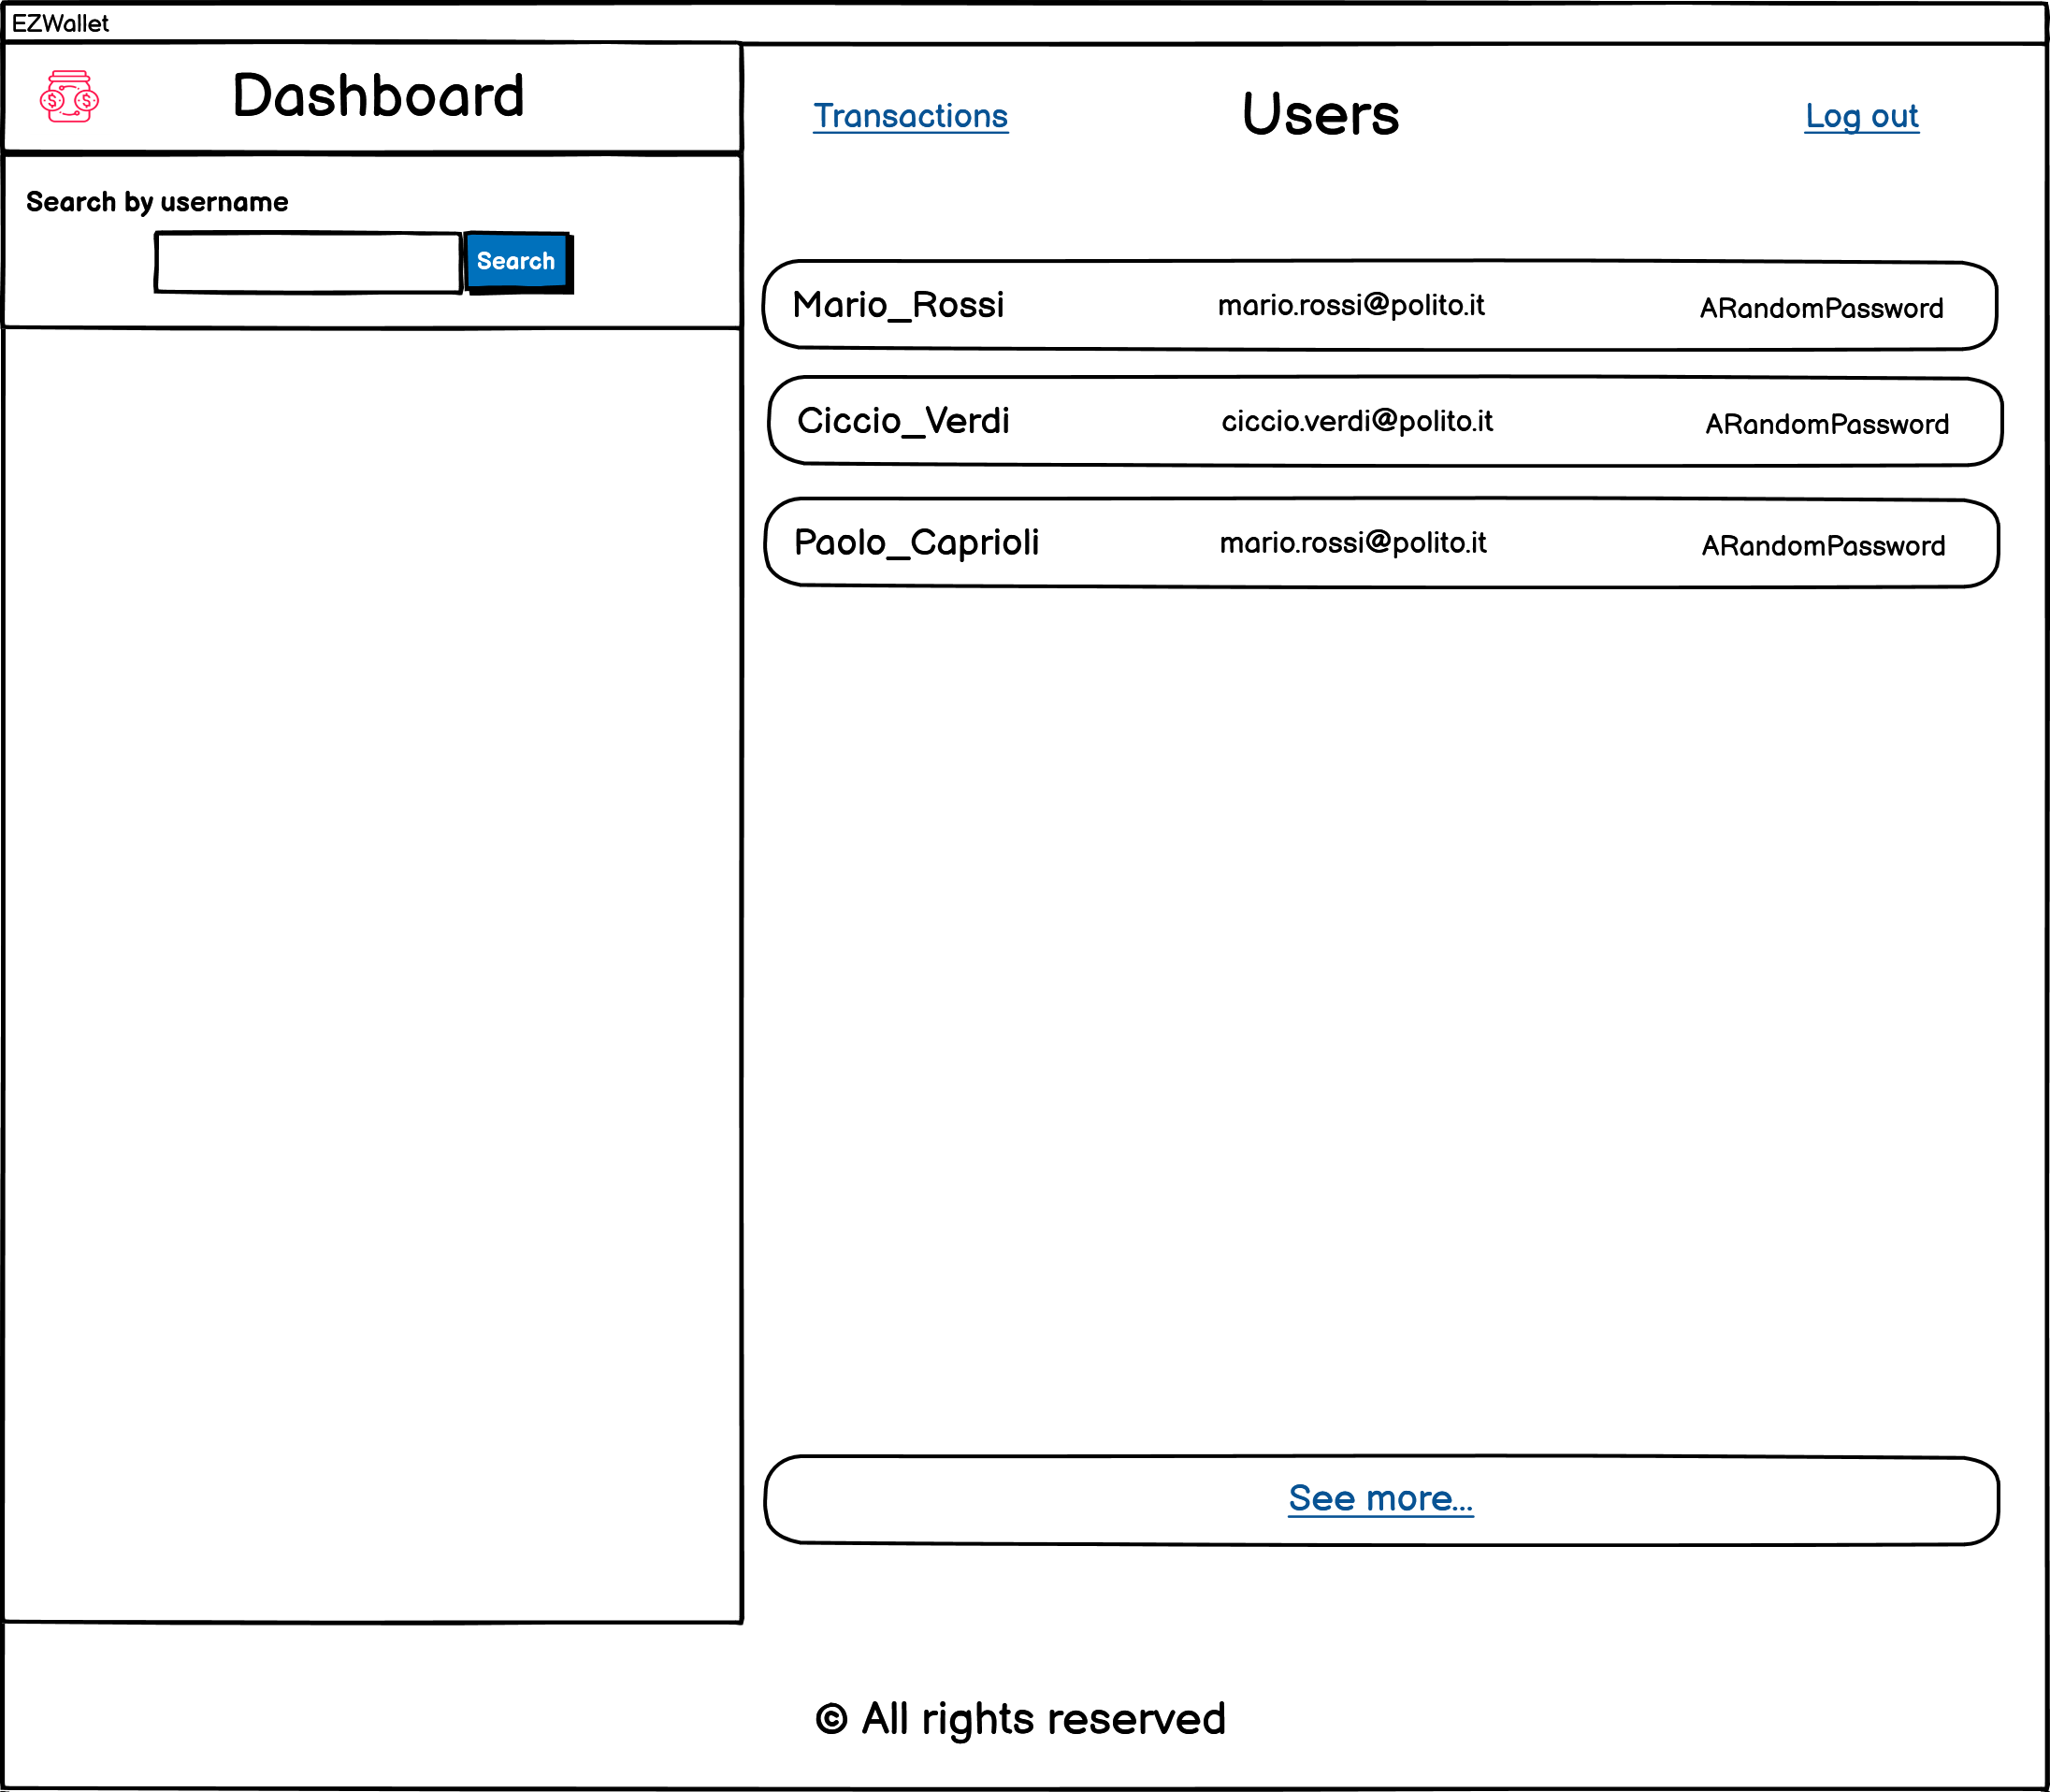 EZWallet
Dashboard
Search by username
Search
Transactions
Users
Log out
Mario_Rossi
mario.rossi@polito.it
ARandomPassword
Ciccio_Verdi
ciccio.verdi@polito.it
ARandomPassword
Paolo_Caprioli
mario.rossi@polito.it
ARandomPassword
See more...
© All rights reserved